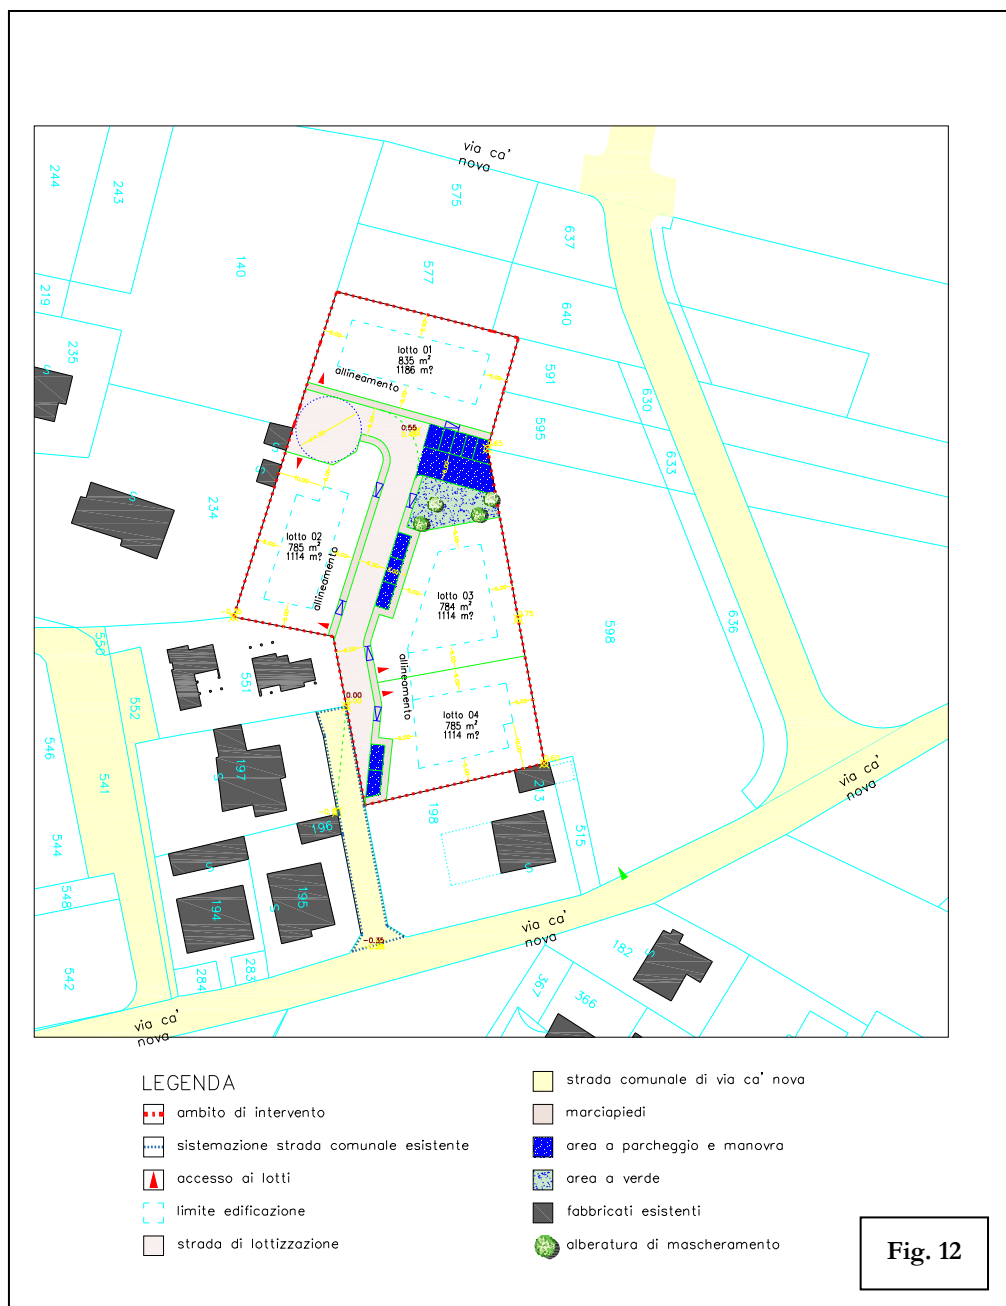 via ca'
nova
244
243
575
637
140
577
640
219
235
S
lotto 01
835 m²
1186 m?
allineamento
591
630
595
0.55
633
S
S
S
234
lotto 02
785 m²
1114 m?
allineamento
lotto 03
784 m²
1114 m?
598
636
550
551
552
0.00
allineamento
lotto 04
785 m²
1114 m?
546
541
197
S
213
198
via ca'
nova
196
544
515
S
S
195
S
548
194
via ca'
nova
-0.35
182
S
542
284
283
367
366
via ca'
nova
LEGENDA
ambito di intervento
sistemazione strada comunale esistente
accesso ai lotti
limite edificazione
strada di lottizzazione
strada comunale di via ca' nova
marciapiedi
area a parcheggio e manovra
area a verde
fabbricati esistenti
alberatura di mascheramento
Fig. 12